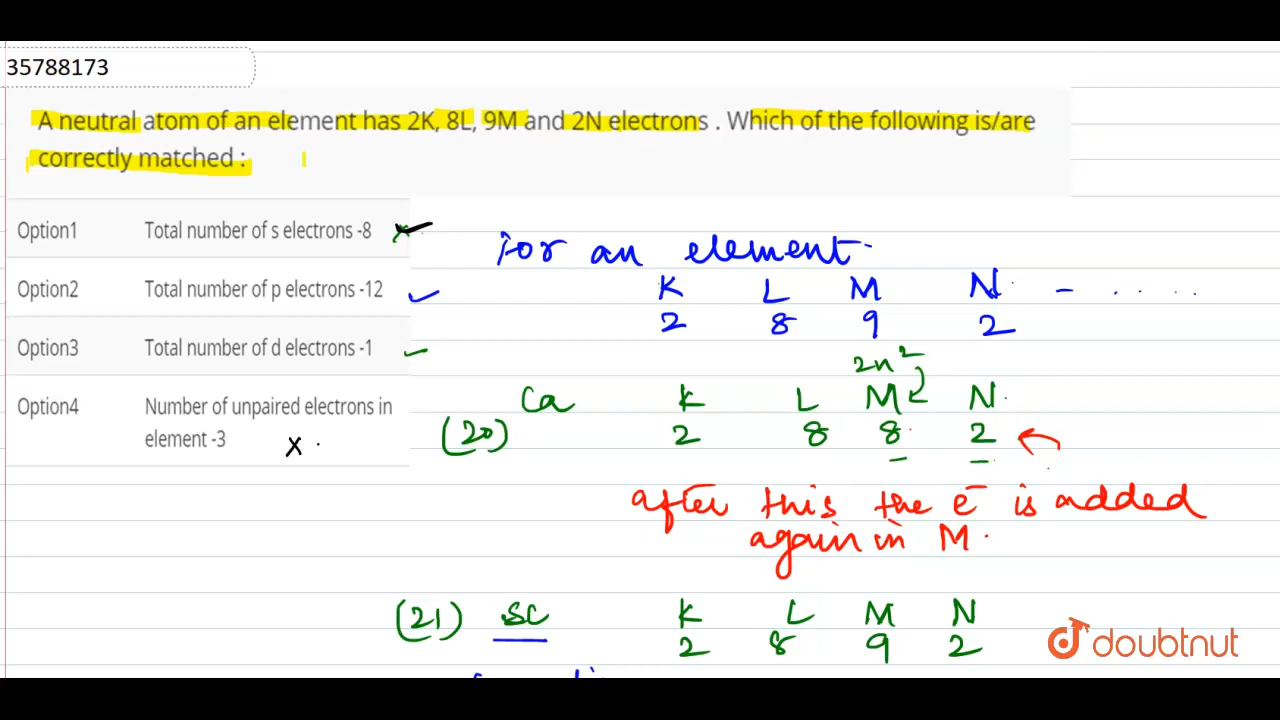 35788173
A neutral atom of an element has 2K, 8L, 9M and 2N electrons . Which of the following is/are
correctly matched :
Option1 Total number of s electrons -8
Option2 Total number of p electrons -12
Option3 Total number of d electrons -1
Option4 Number of unpaired electrons in
element -3
For an element
K L M N - . . . . .
2 8 9 2
2n²
Ca K L M N
(20) 2 8 8 2
after this the e⁻ is added
again in M.
(21) SC K L M N
2 8 9 2
doubtnut